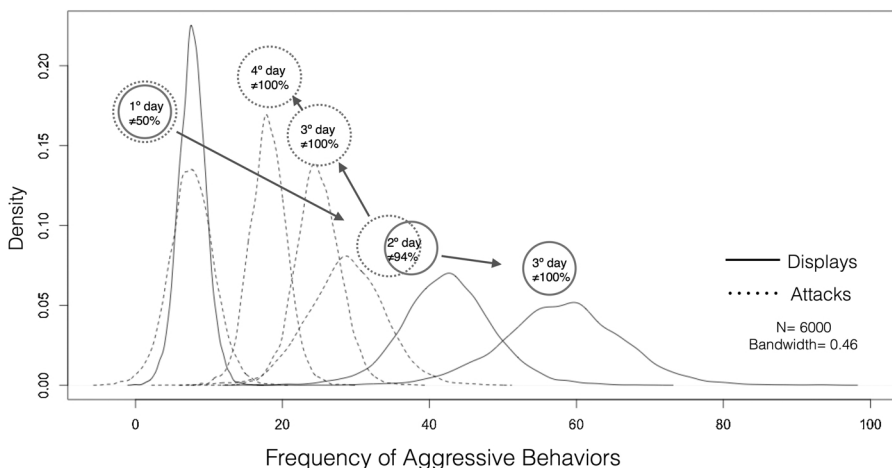 0.20
0.15
0.10
0.05
0.00
Density
4º day
≠100%
1º day
≠50%
3º day
≠100%
2º day
≠94%
3º day
≠100%
Displays
Attacks
N= 6000
Bandwidth= 0.46
0 20 40 60 80 100
Frequency of Aggressive Behaviors